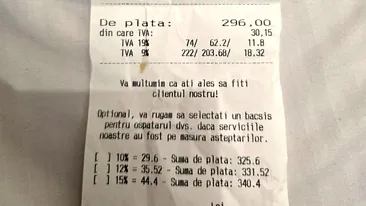 De plata: 296.00
din care IVA: 30.15
IVA 19% 74/ 62.2/ 11.8
IVA 9% 222/ 203.68/ 18.32
Va multumim ca ati ales sa fiti
clientul nostru!
Optional, va rugam sa selectati un bacsis
pentru ospatarul dvs. daca serviciile
noastre au fost pe masura asteptarilor.
[ ] 10% = 29.6 - Suma de plata: 325.6
[ ] 12% = 35.52 - Suma de plata: 331.52
[ ] 15% = 44.4 - Suma de plata: 340.4